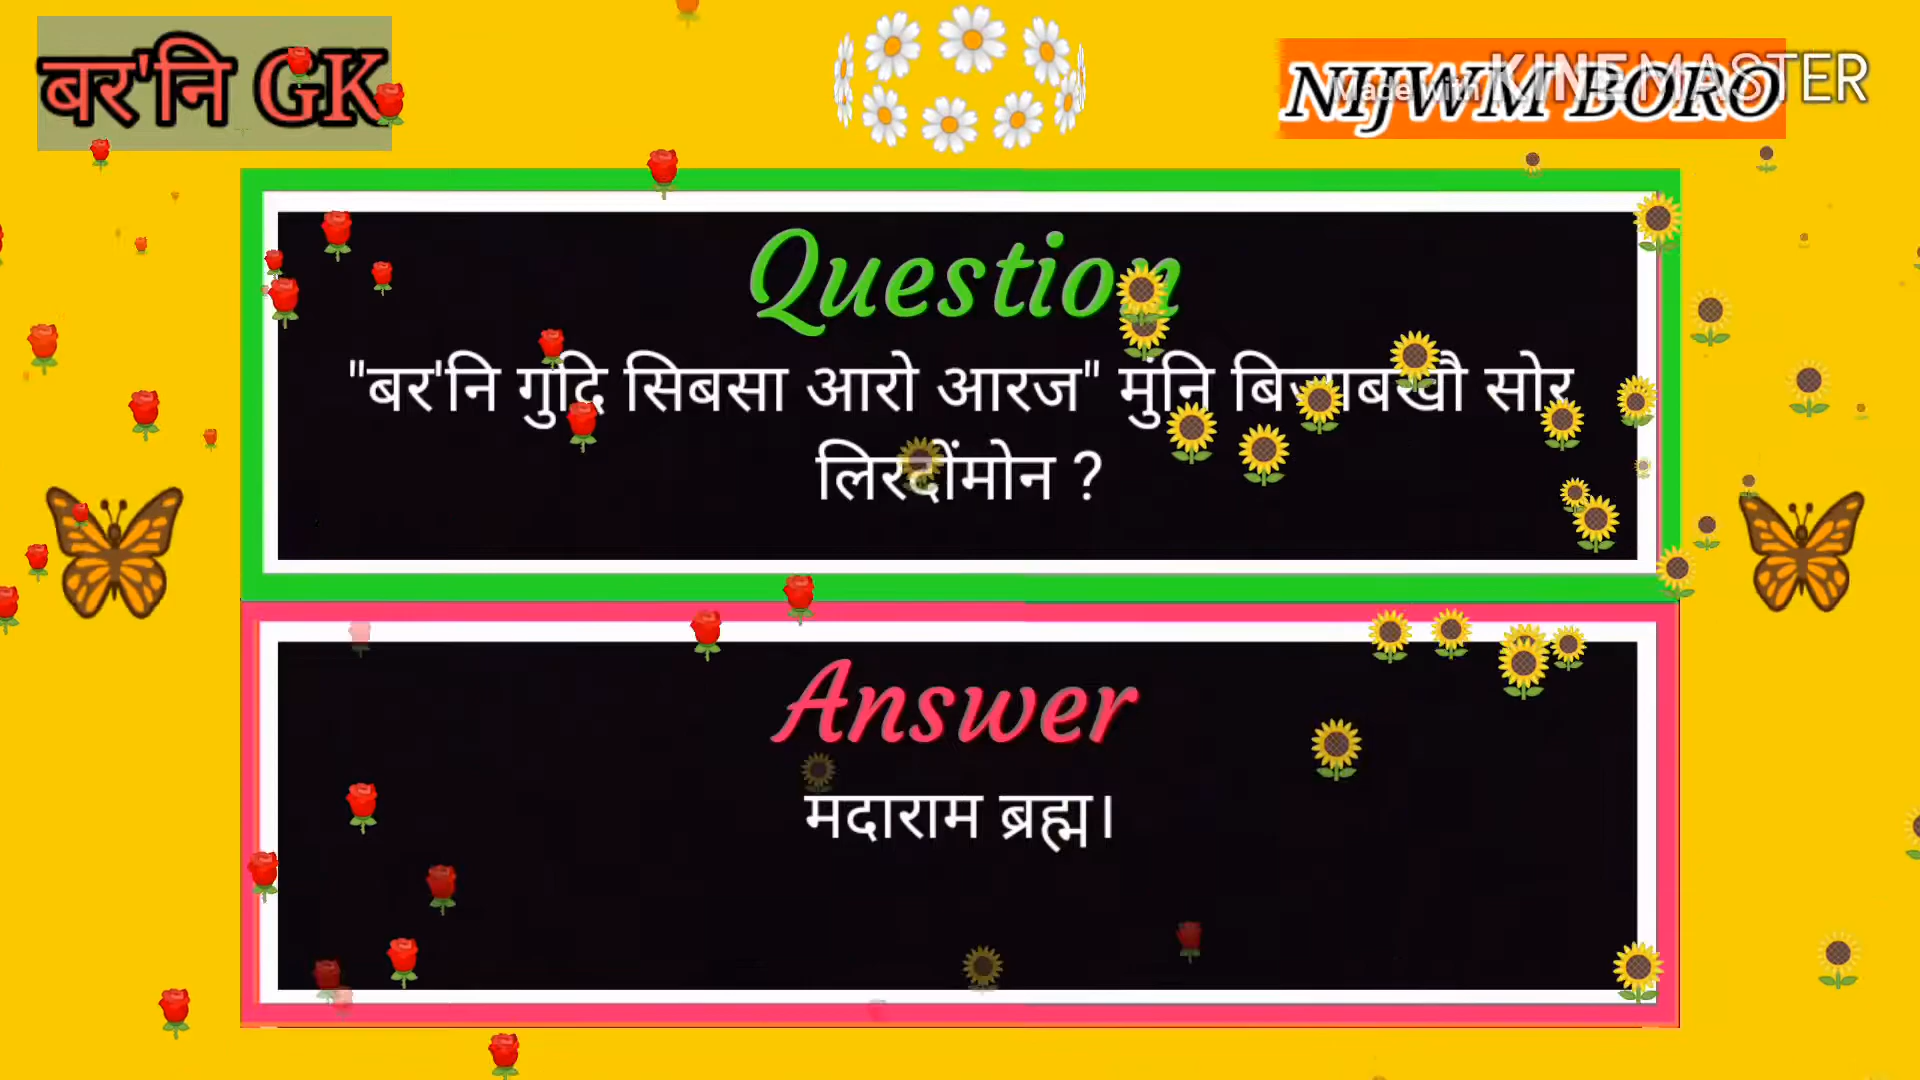 बर'नि GK
NIJWM BORO
Made with KINEMASTER
Question
"बर'नि गुदि सिबसा आरो आरज" मुंनि बिजाबखौ सोर
लिरदोंमोन ?
Answer
मदाराम ब्रह्म।